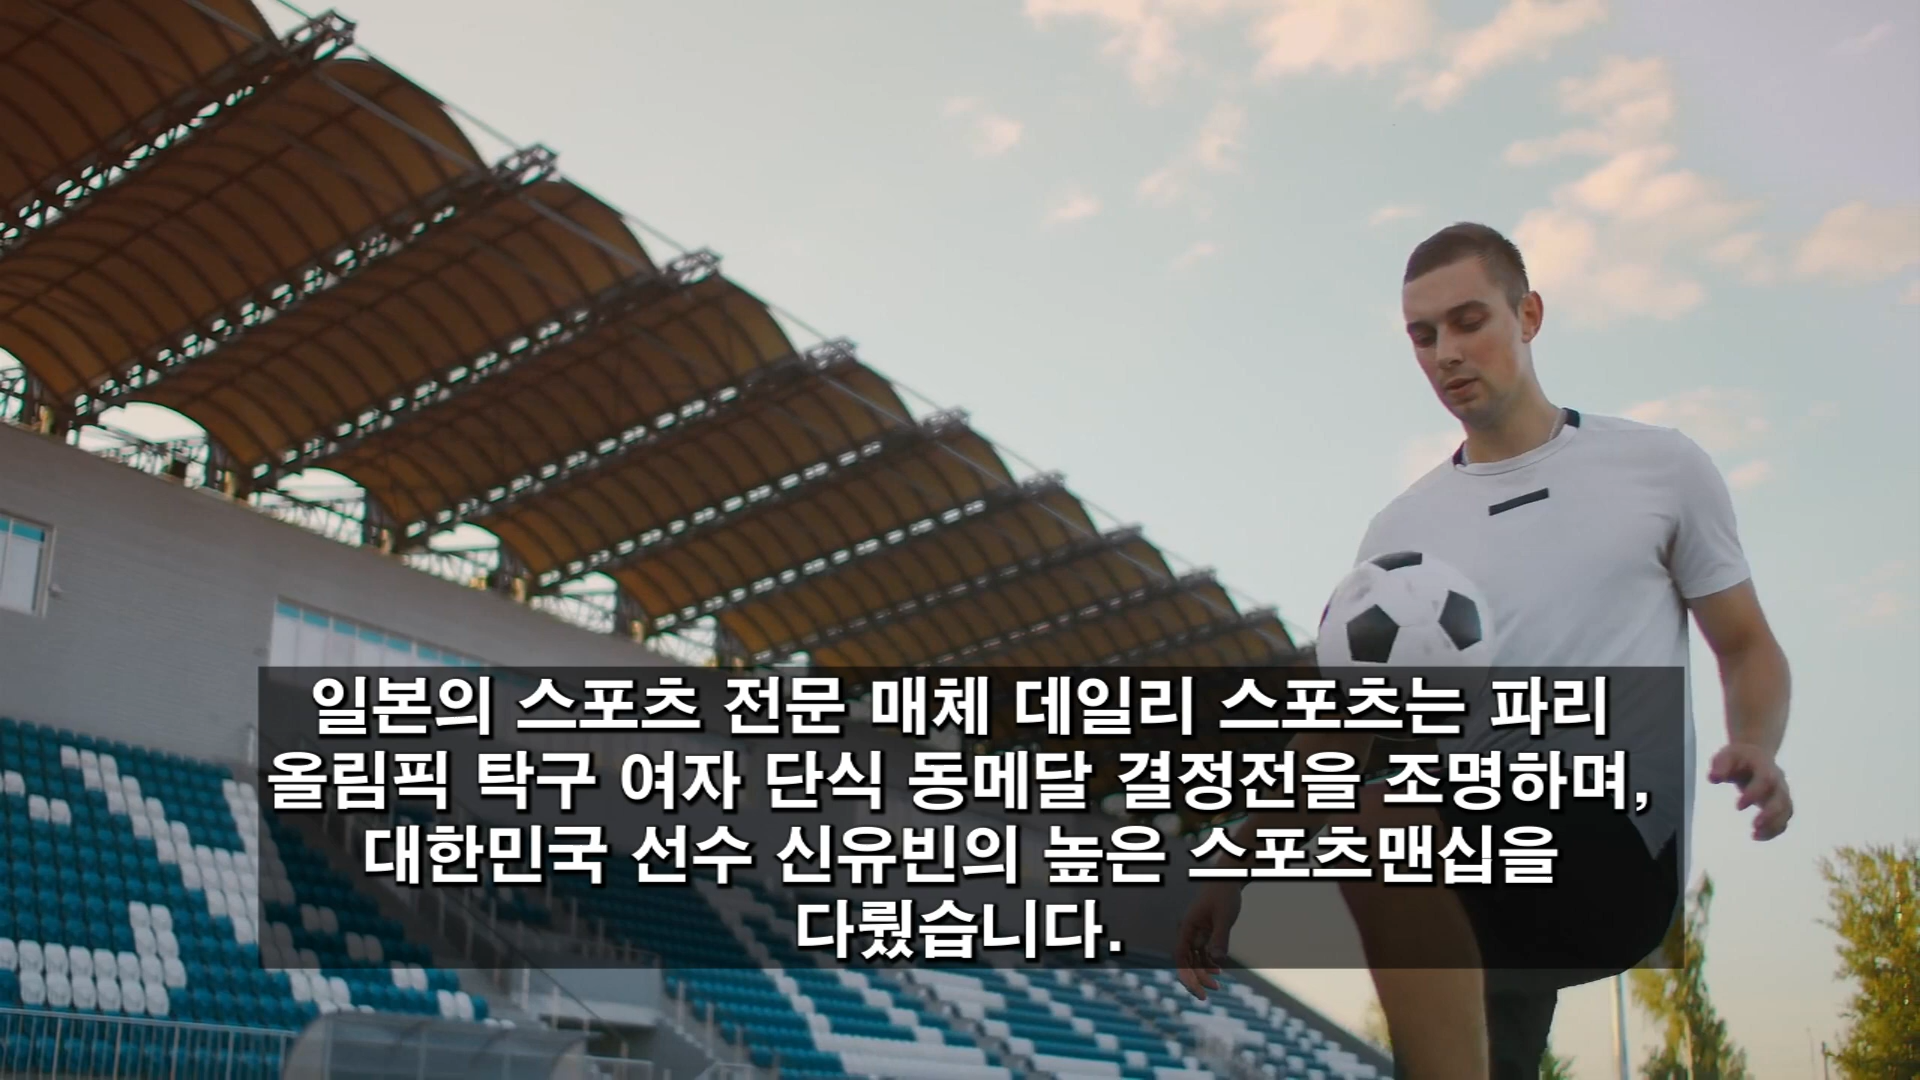 일본의 스포츠 전문 매체 데일리 스포츠는 파리
올림픽 탁구 여자 단식 동메달 결정전을 조명하며,
대한민국 선수 신유빈의 높은 스포츠맨십을
다뤘습니다.